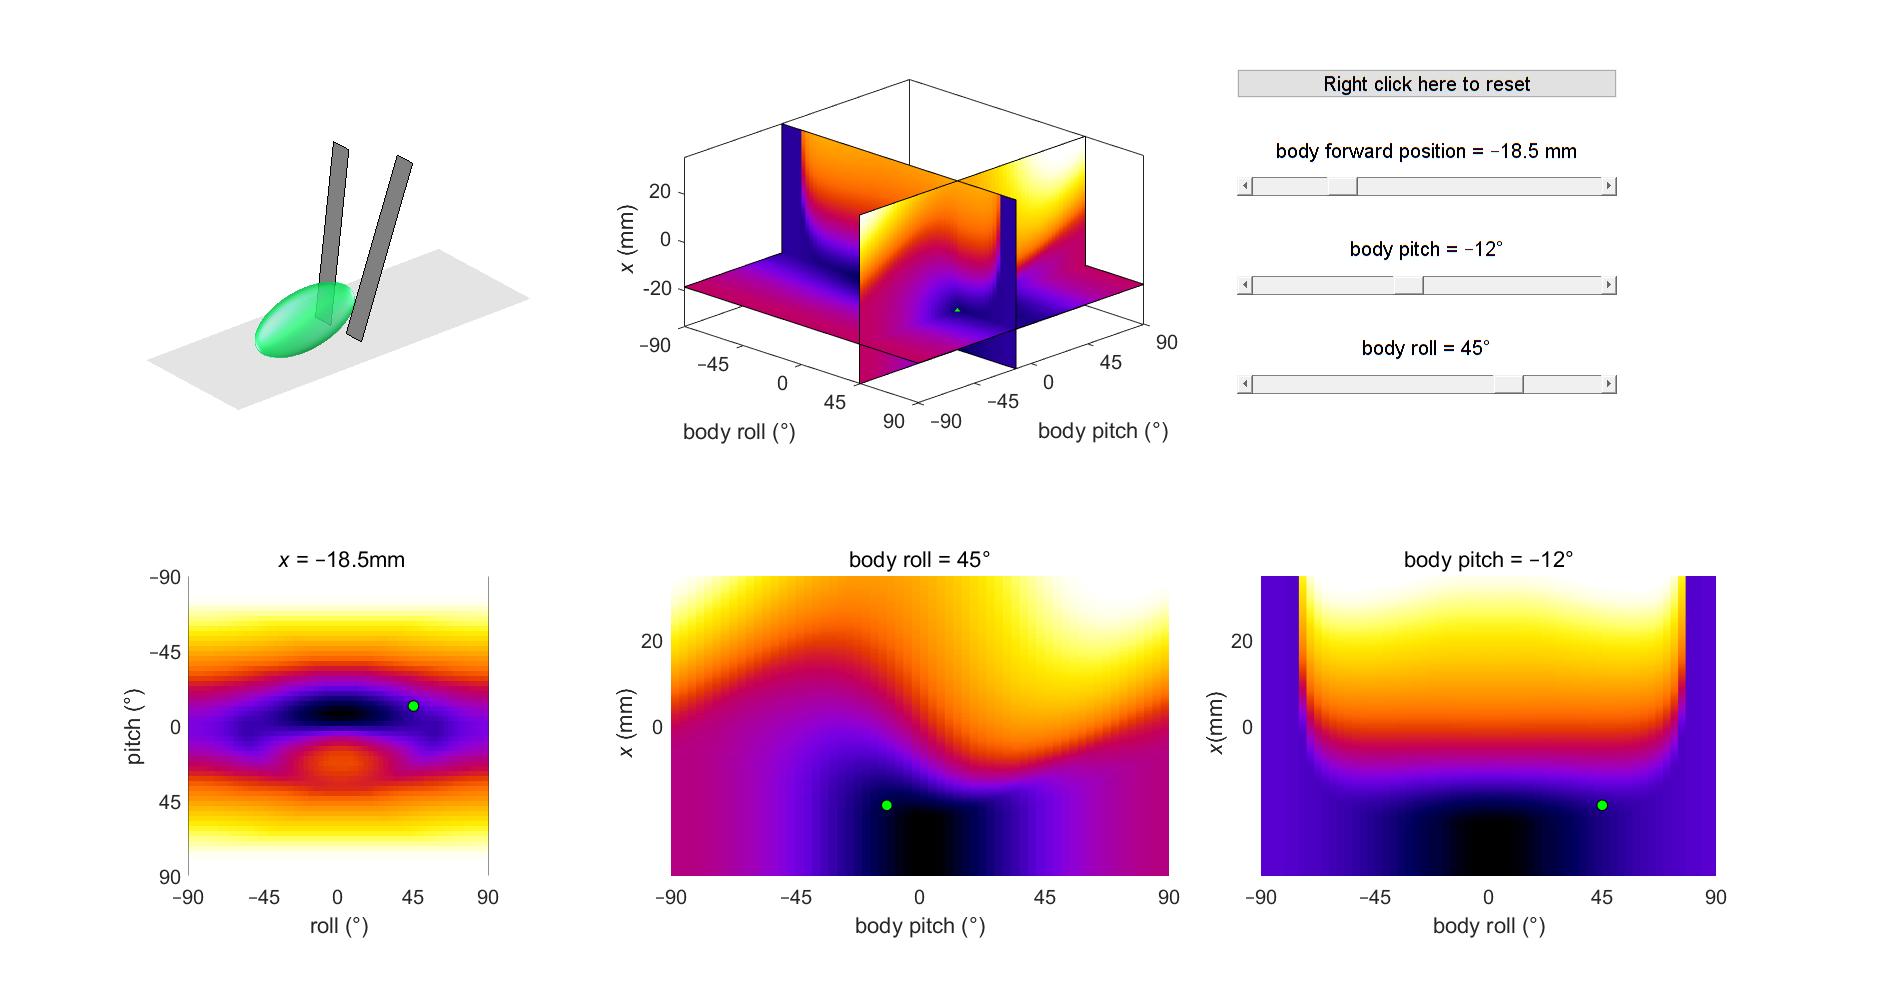 Right click here to reset
body forward position = −18.5 mm
body pitch = −12°
body roll = 45°
20
0
-20
x (mm)
−90
−45
0
45
90
body roll (°)
−90
−45
0
45
90
body pitch (°)
x = −18.5mm
−90
−45
0
45
90
pitch (°)
−90
−45
0
45
90
roll (°)
body roll = 45°
20
0
x (mm)
−90
−45
0
45
90
body pitch (°)
body pitch = −12°
20
0
x(mm)
−90
−45
0
45
90
body roll (°)